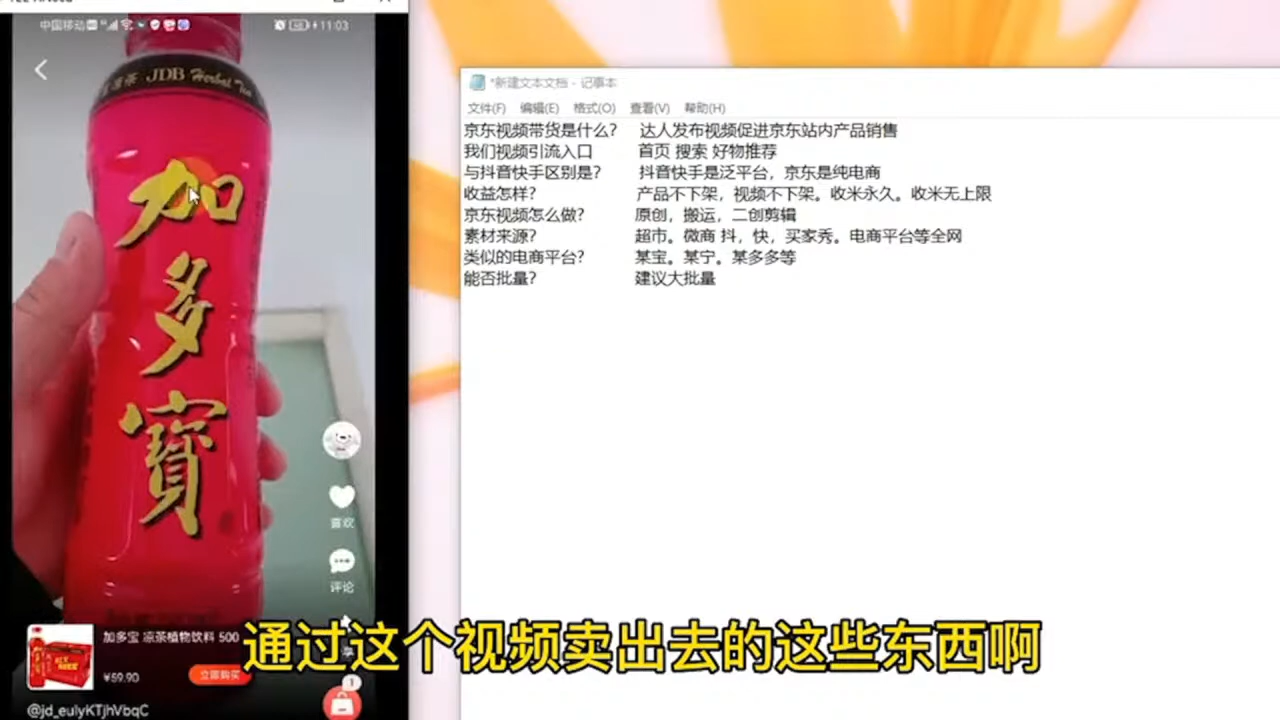 中国移动
11:03
凉茶 JDB Herbal Tea
加
多
寶
喜欢
评论
加多宝 凉茶植物饮料 500
¥59.90
立即购买
1
@jd_eulyKTjhVbqC
*新建文本文档 - 记事本
文件(F) 编辑(E) 格式(O) 查看(V) 帮助(H)
京东视频带货是什么? 达人发布视频促进京东站内产品销售
我们视频引流入口 首页 搜索 好物推荐
与抖音快手区别是? 抖音快手是泛平台，京东是纯电商
收益怎样? 产品不下架，视频不下架。收米永久。收米无上限
京东视频怎么做? 原创，搬运，二创剪辑
素材来源? 超市。微商 抖，快，买家秀。电商平台等全网
类似的电商平台? 某宝。某宁。某多多等
能否批量? 建议大批量
通过这个视频卖出去的这些东西啊